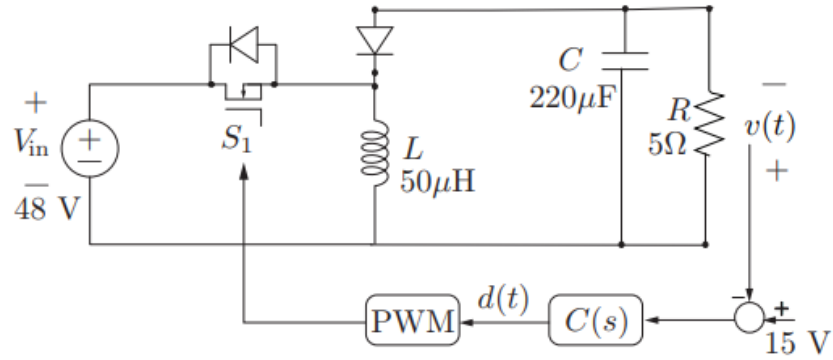 C
220μF
+
V_in
−
48 V
+
−
S_1
L
50μH
R
5Ω
−
v(t)
+
PWM
d(t)
C(s)
−
+
15 V